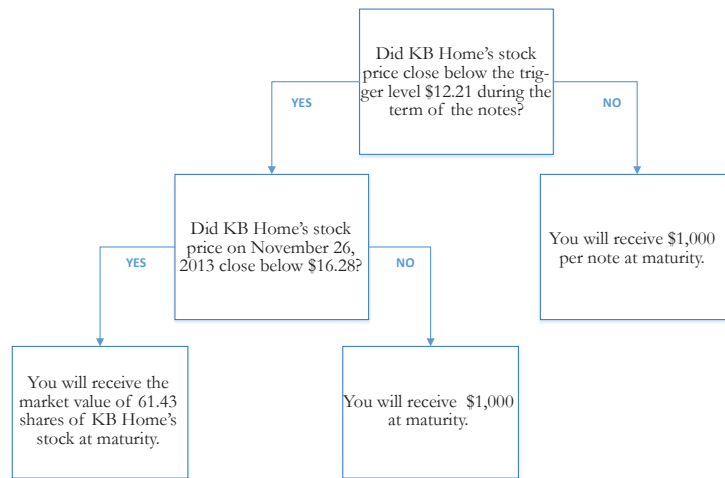 Did KB Home's stock
price close below the trig-
ger level $12.21 during the
term of the notes?
YES
NO
Did KB Home's stock
price on November 26,
2013 close below $16.28?
You will receive $1,000
per note at maturity.
YES
NO
You will receive the
market value of 61.43
shares of KB Home's
stock at maturity.
You will receive $1,000
at maturity.